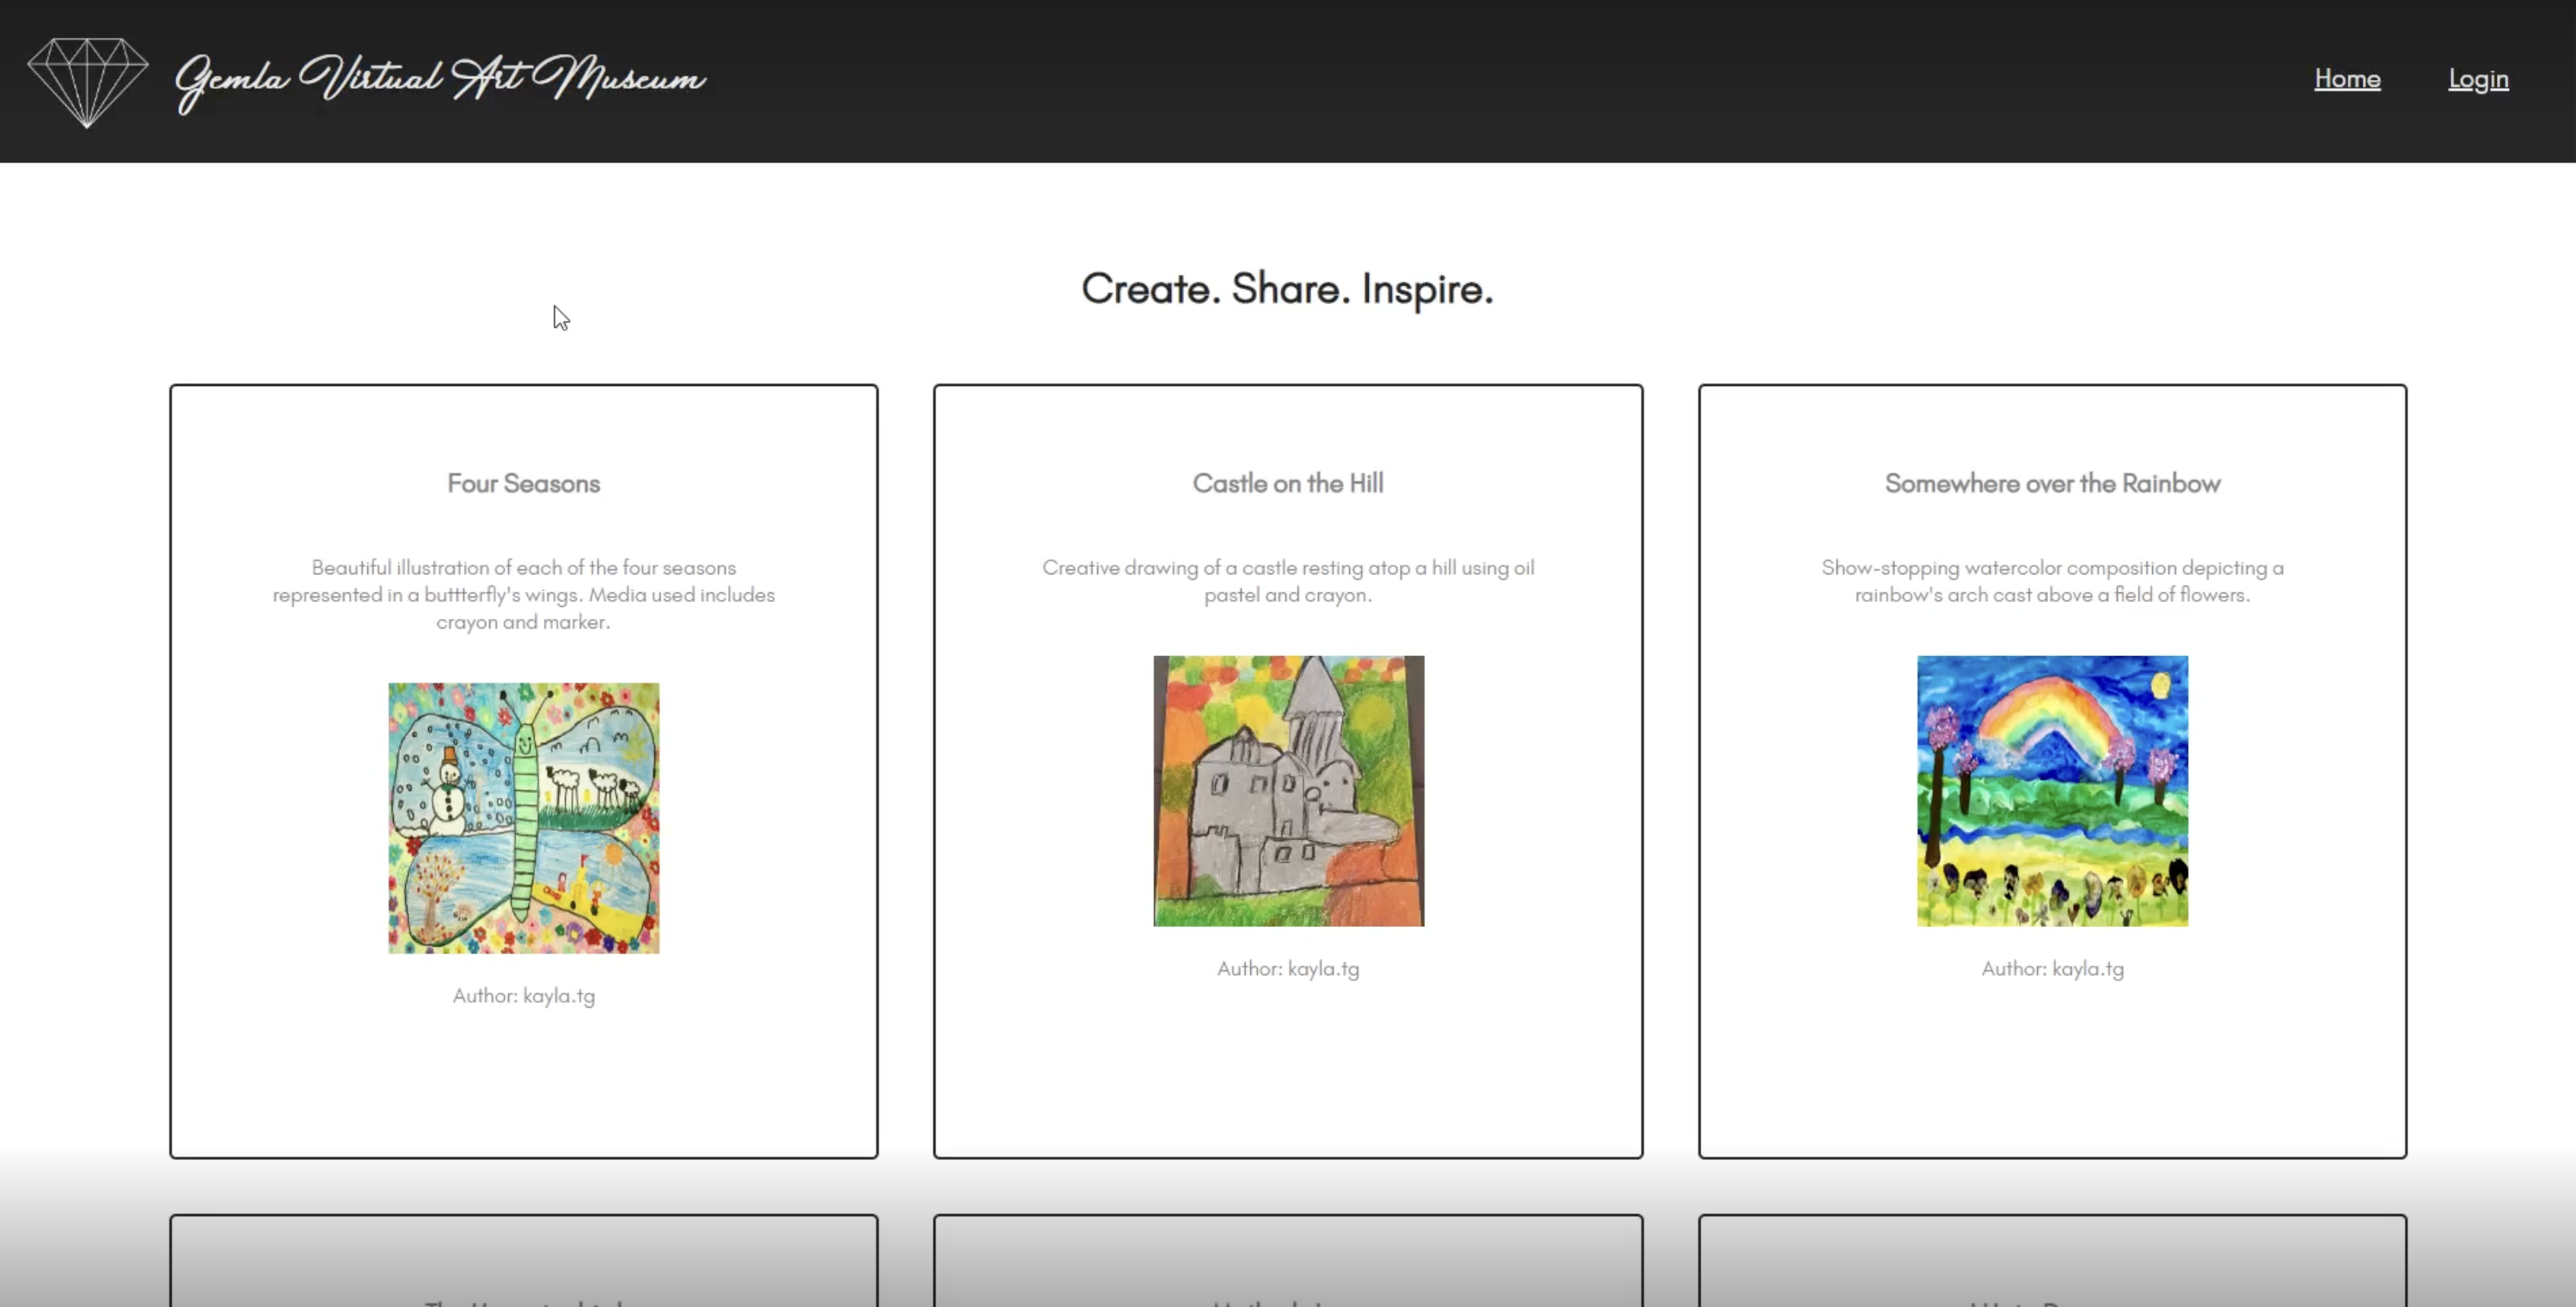 Gemla Virtual Art Museum
Home
Login
Create. Share. Inspire.
Four Seasons
Beautiful illustration of each of the four seasons
represented in a buttterfly's wings. Media used includes
crayon and marker.
Author: kayla.tg
Castle on the Hill
Creative drawing of a castle resting atop a hill using oil
pastel and crayon.
Author: kayla.tg
Somewhere over the Rainbow
Show-stopping watercolor composition depicting a
rainbow's arch cast above a field of flowers.
Author: kayla.tg